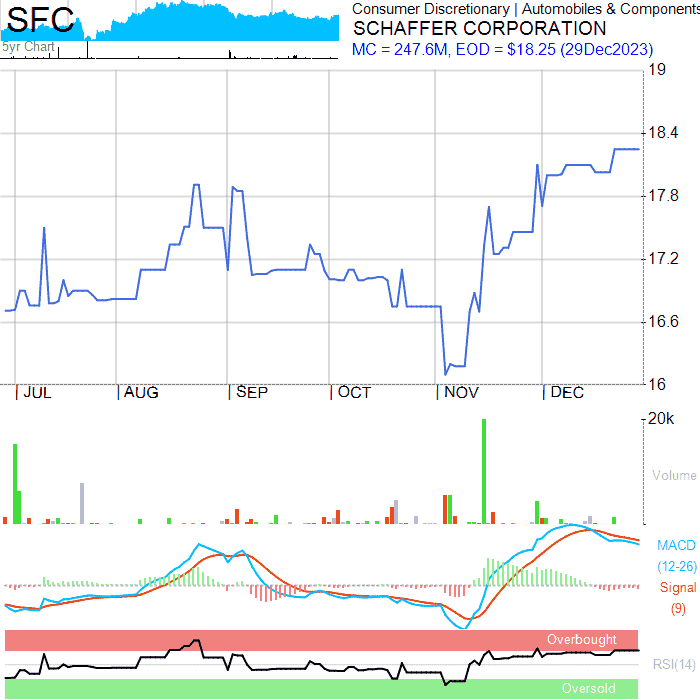 SFC
5yr Chart
Consumer Discretionary | Automobiles & Components
SCHAFFER CORPORATION
MC = 247.6M, EOD = $18.25 (29Dec2023)
19
18.4
17.8
17.2
16.6
16
JUL AUG SEP OCT NOV DEC
20k
Volume
MACD
(12-26)
Signal
(9)
Overbought
RSI(14)
Oversold